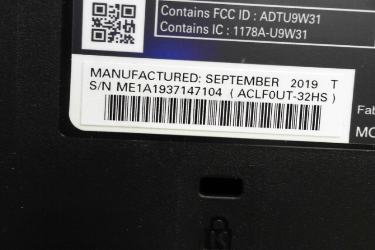 Contains FCC ID : ADTU9W31
Contains IC : 1178A-U9W31
MANUFACTURED: SEPTEMBER 2019 T
S/N ME1A1937147104 ( ACLF0UT-32HS )